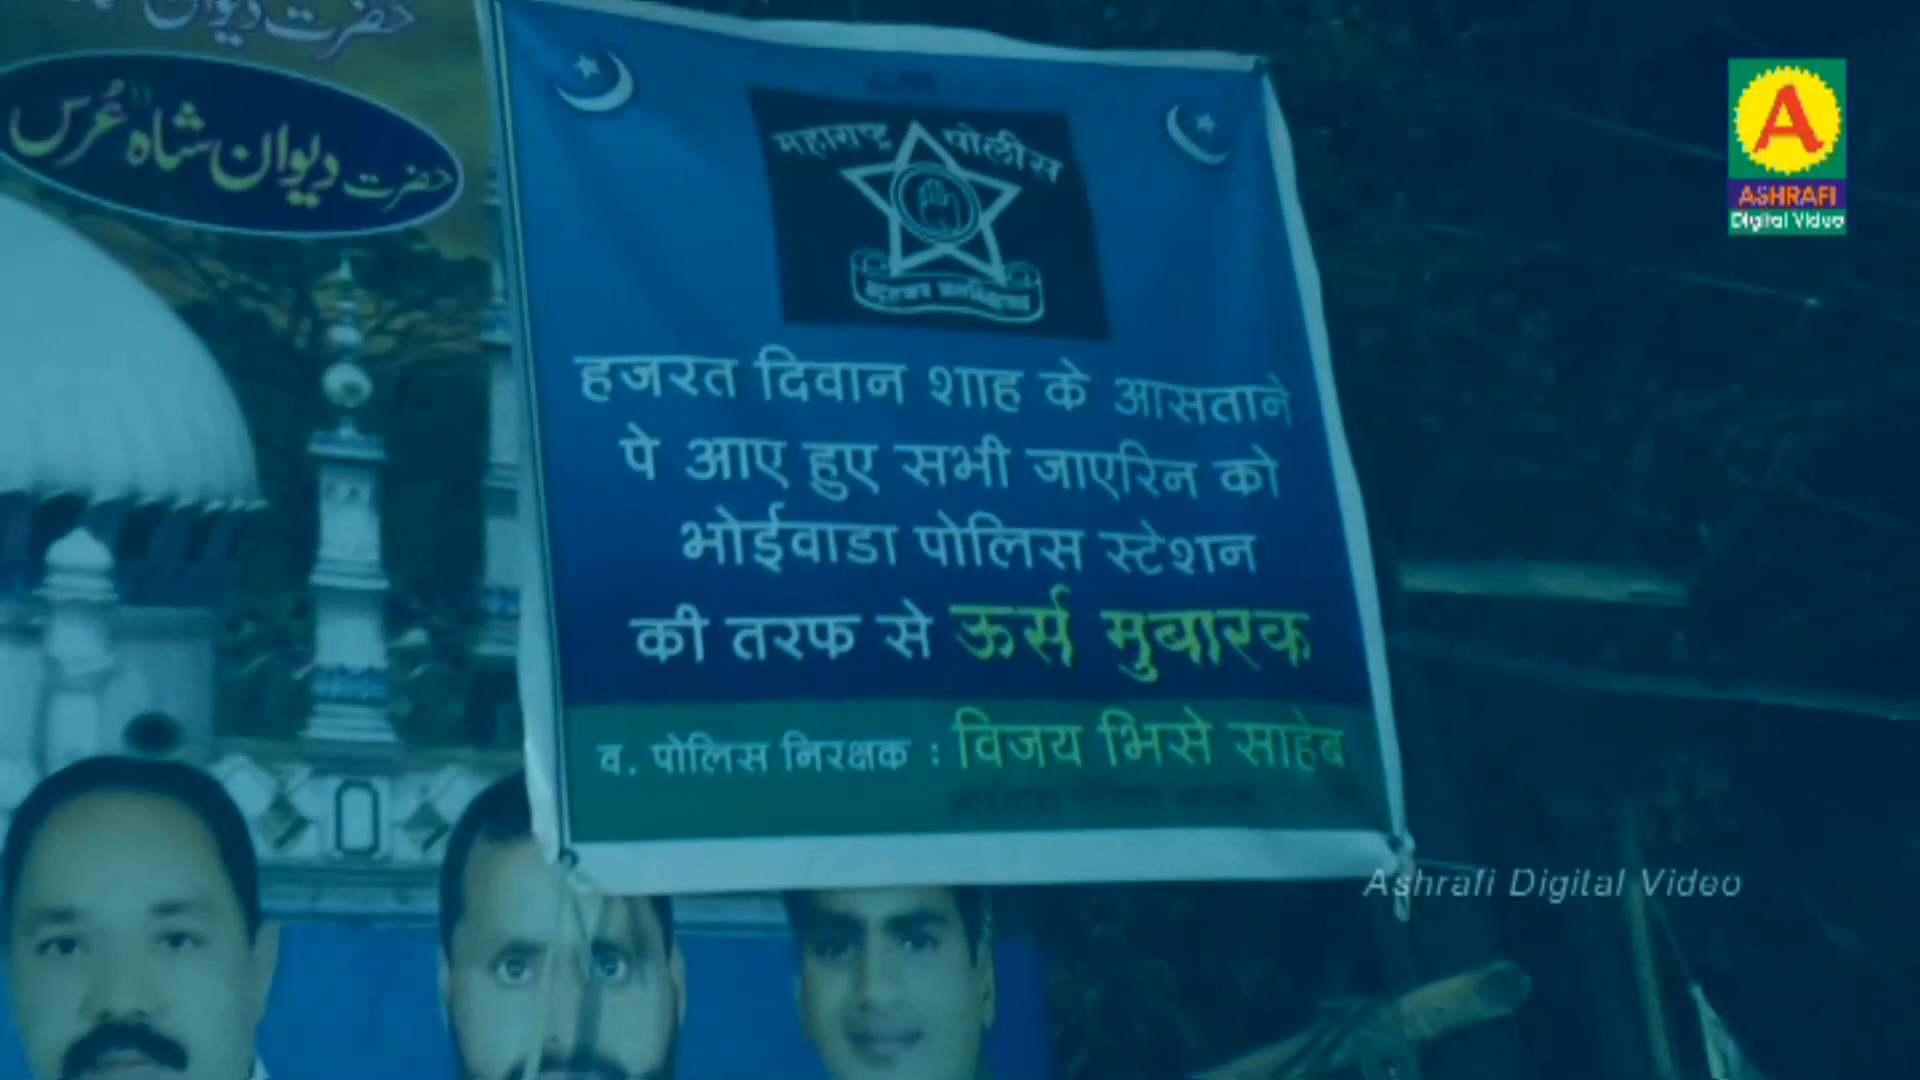 حضرت دیوان
حضرت دیوان شاہ عُرس
महाराष्ट्र पोलीस
हजरत दिवान शाह के आसताने
पे आए हुए सभी जाएरिन को
भोईवाडा पोलिस स्टेशन
की तरफ से ऊर्स मुबारक
व. पोलिस निरक्षक : विजय भिसे साहेब
A
ASHRAFI
Digital Video
Ashrafi Digital Video